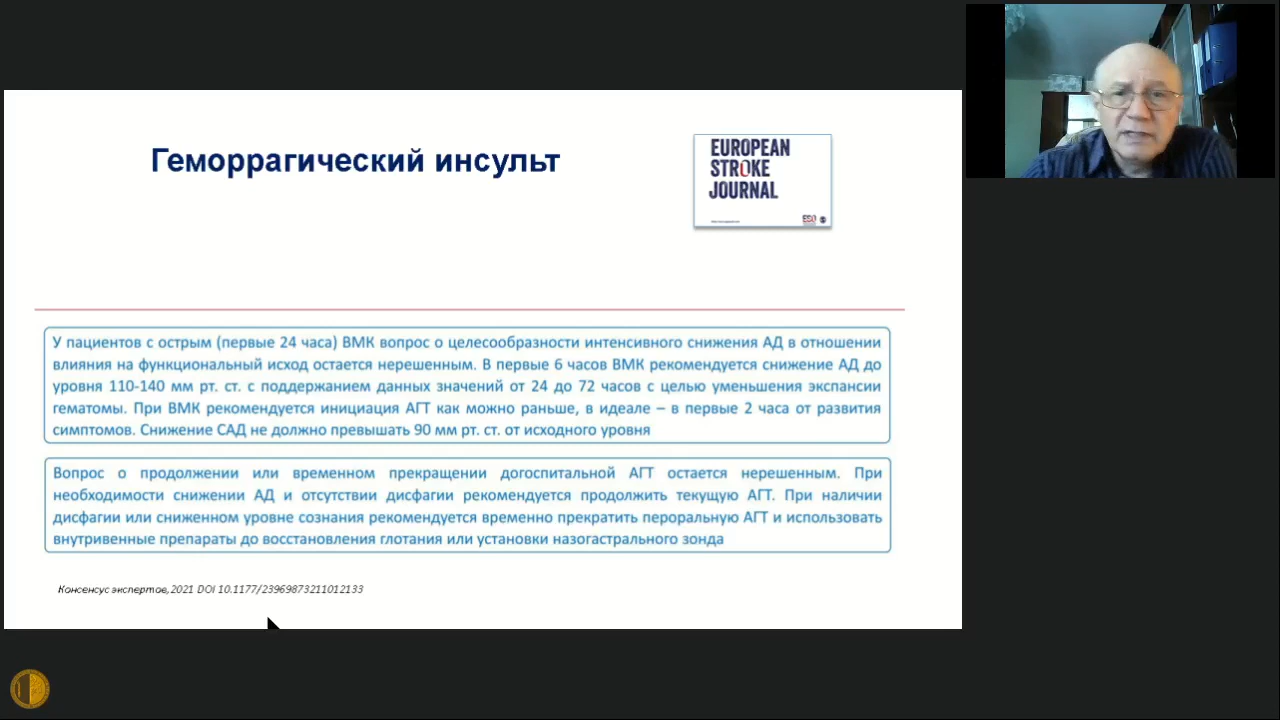 Геморрагический инсульт
EUROPEAN
STROKE
JOURNAL
ESO
У пациентов с острым (первые 24 часа) ВМК вопрос о целесообразности интенсивного снижения АД в отношении
влияния на функциональный исход остается нерешенным. В первые 6 часов ВМК рекомендуется снижение АД до
уровня 110-140 мм рт. ст. с поддержанием данных значений от 24 до 72 часов с целью уменьшения экспансии
гематомы. При ВМК рекомендуется инициация АГТ как можно раньше, в идеале – в первые 2 часа от развития
симптомов. Снижение САД не должно превышать 90 мм рт. ст. от исходного уровня
Вопрос о продолжении или временном прекращении догоспитальной АГТ остается нерешенным. При
необходимости снижении АД и отсутствии дисфагии рекомендуется продолжить текущую АГТ. При наличии
дисфагии или сниженном уровне сознания рекомендуется временно прекратить пероральную АГТ и использовать
внутривенные препараты до восстановления глотания или установки назогастрального зонда
Консенсус экспертов, 2021 DOI 10.1177/23969873211012133